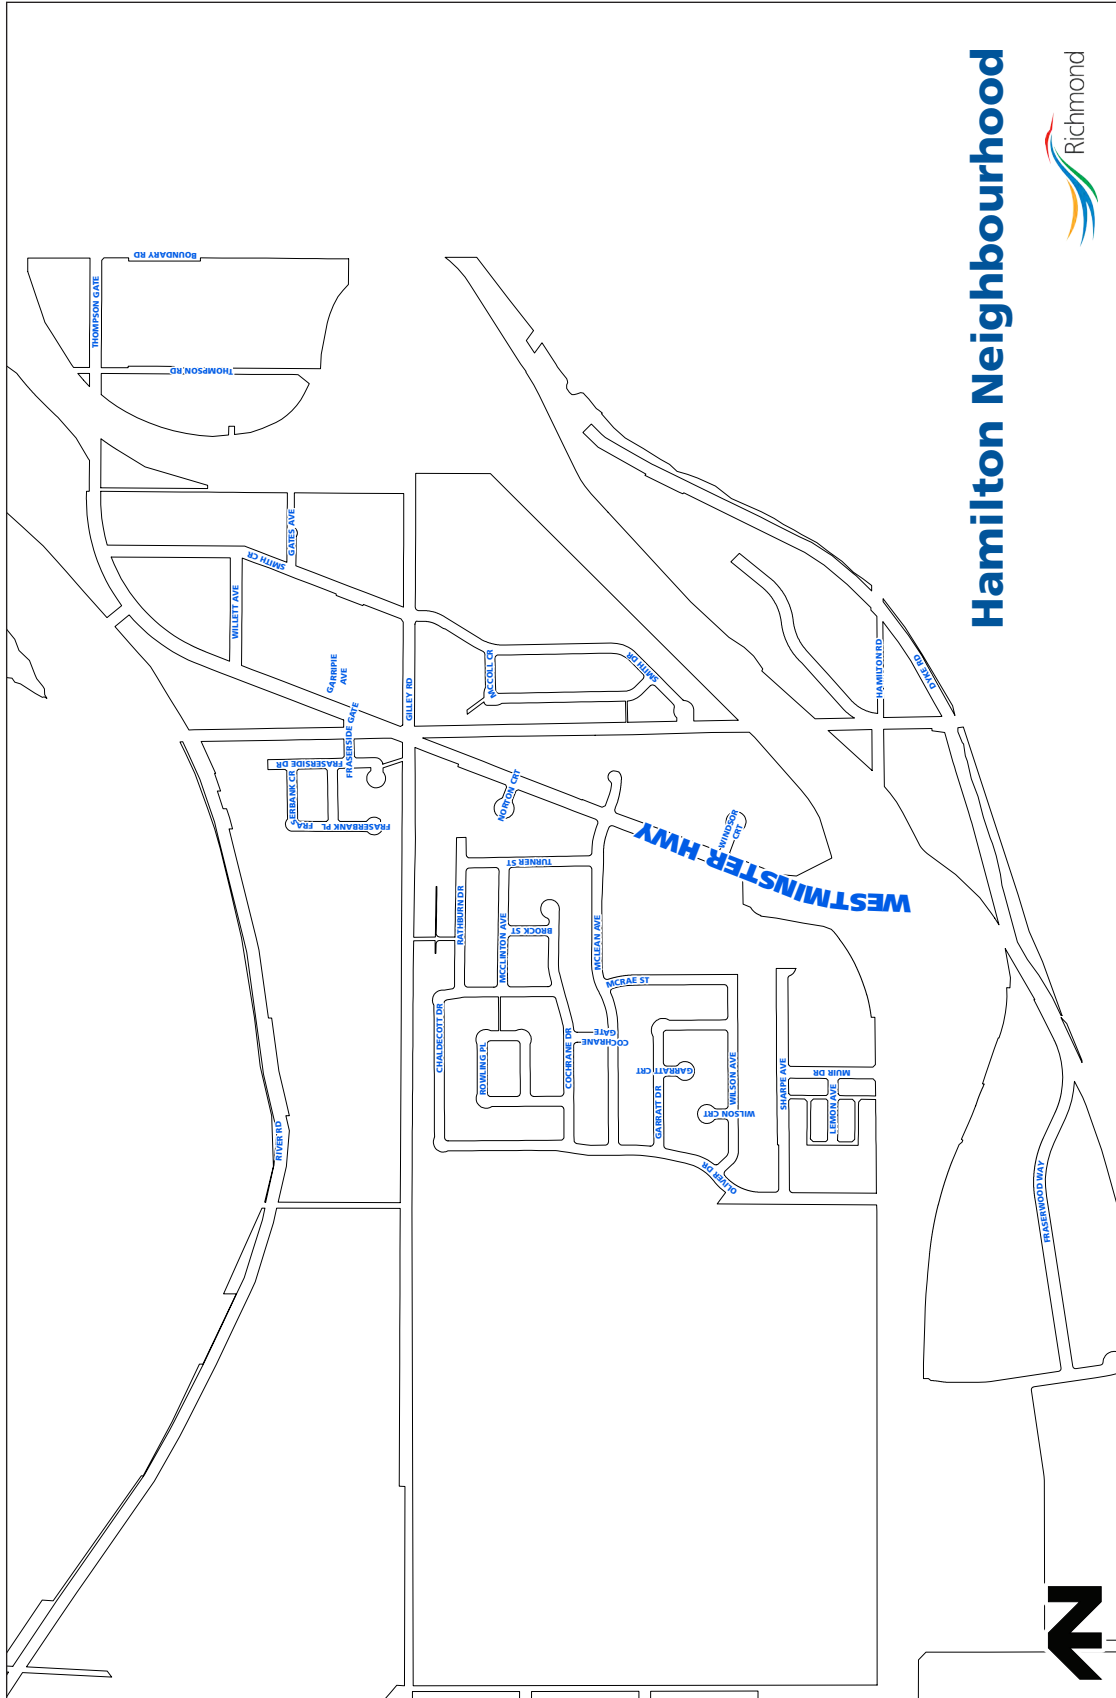 Hamilton Neighbourhood
Richmond
BOUNDARY RD
THOMPSON GATE
THOMPSON RD
GATES AVE
SMITH CR
WILLETT AVE
GARRIPIE
AVE
GILLEY RD
MCCOLL CR
SMITH DR
HAMILTON RD
DYKE RD
FRASERSIDE GATE
FRASERSIDE DR
FRA
SERBANK CR
FRASERBANK PL
NORTON CRT
WINDSOR
CRT
WESTMINSTER HWY
TURNER ST
RATHBURN DR
MCCLINTON AVE
BROCK ST
MCLEAN AVE
MCRAE ST
CHALDECOTT DR
ROWLING PL
COCHRANE DR
COCHRANE
GATE
GARRATT CRT
GARRATT DR
WILSON AVE
WILSON CRT
SHARPE AVE
MUIR DR
LEMON AVE
OLIVER DR
RIVER RD
FRASERWOOD WAY
N